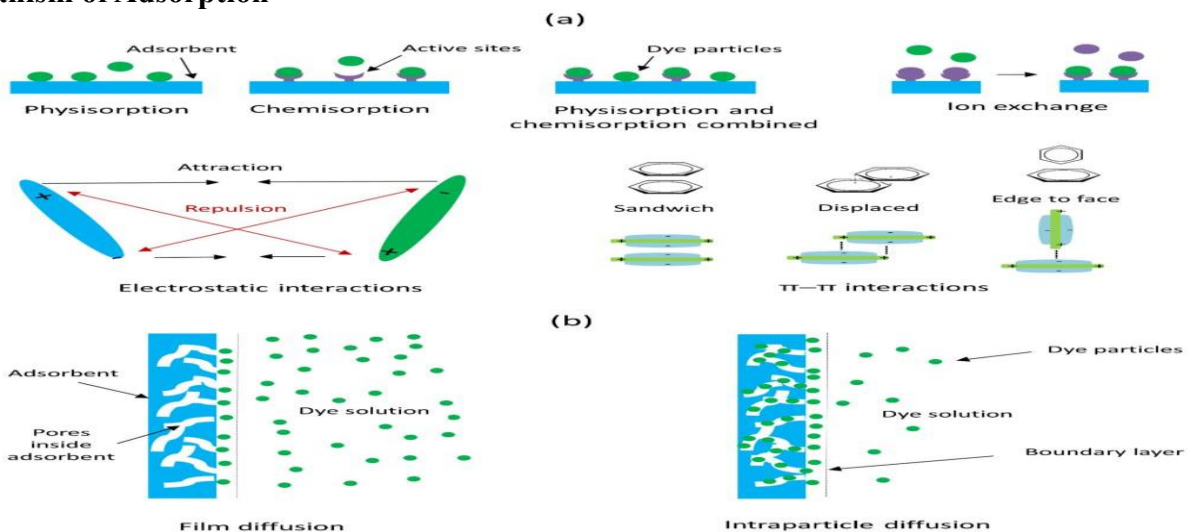 (a)
Adsorbent
Active sites
Dye particles
Physisorption
Chemisorption
Physisorption and
chemisorption combined
Ion exchange
Attraction
Repulsion
+
-
-
+
Electrostatic interactions
Sandwich
Displaced
Edge to face
π–π interactions
(b)
Adsorbent
Pores
inside
adsorbent
Dye solution
Film diffusion
Dye particles
Dye solution
Boundary layer
Intraparticle diffusion